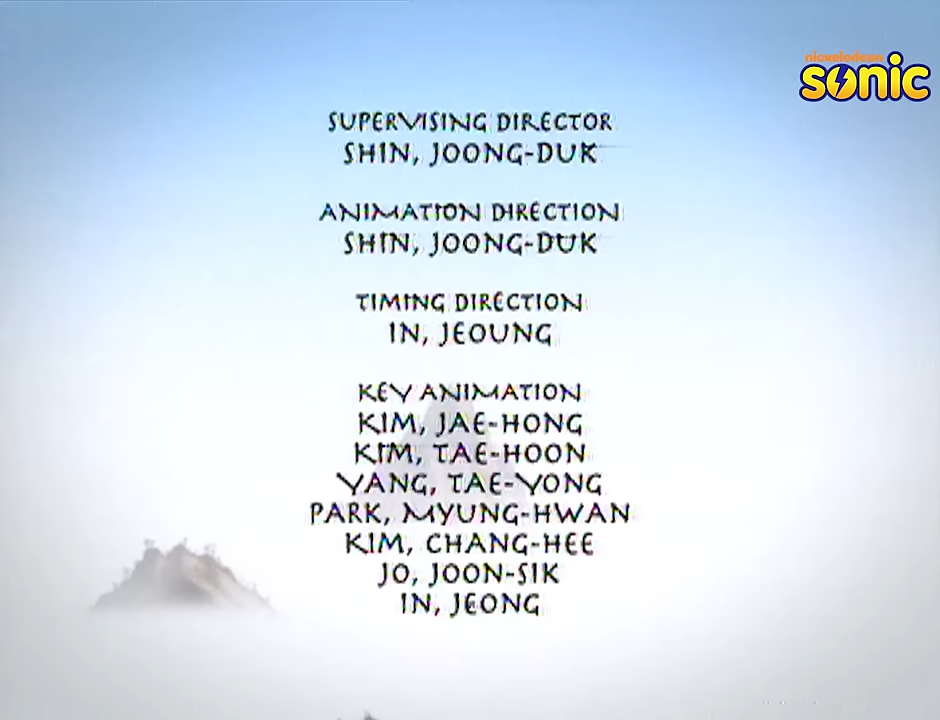 nickelodeon
sonic
SUPERVISING DIRECTOR
SHIN, JOONG-DUK
ANIMATION DIRECTION
SHIN, JOONG-DUK
TIMING DIRECTION
IN, JEOUNG
KEY ANIMATION
KIM, JAE-HONG
KIM, TAE-HOON
YANG, TAE-YONG
PARK, MYUNG-HWAN
KIM, CHANG-HEE
JO, JOON-SIK
IN, JEONG